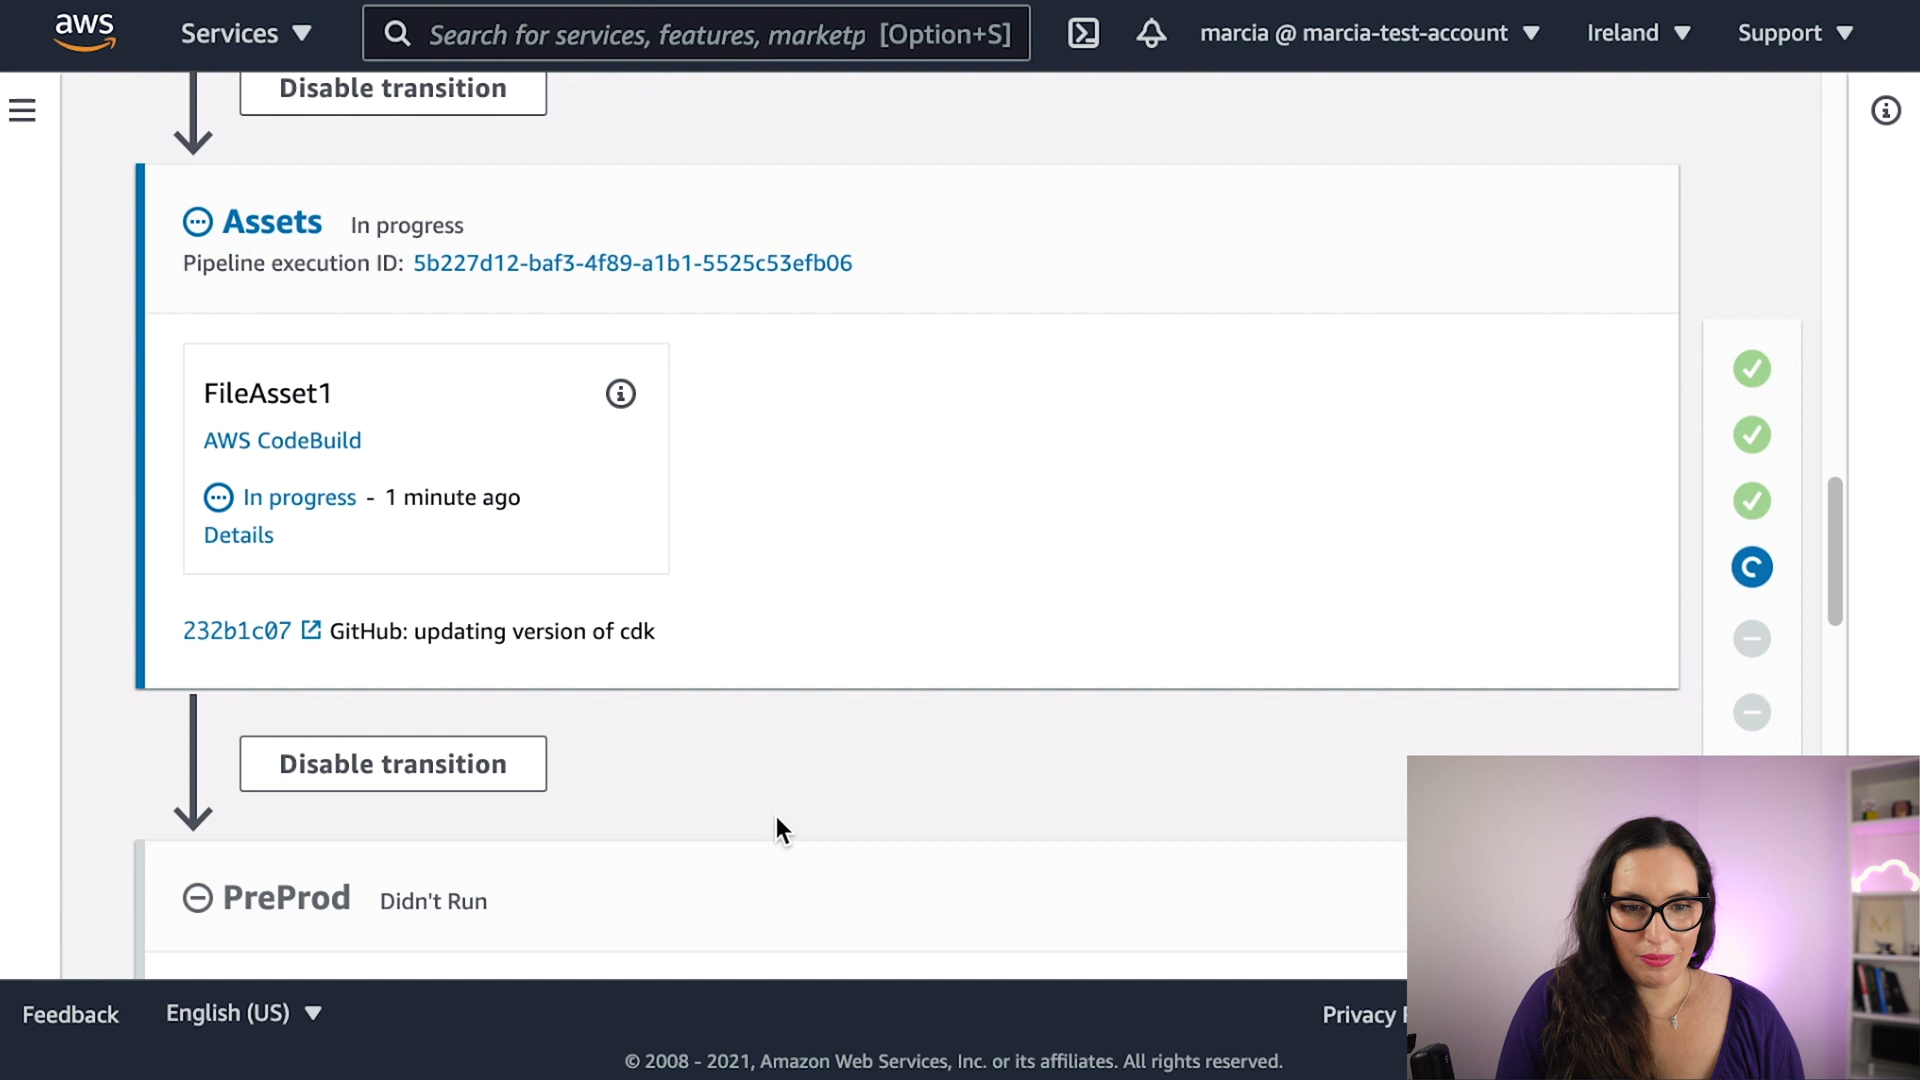 aws
Services
Search for services, features, marketp [Option+S]
marcia @ marcia-test-account
Ireland
Support
Disable transition
Assets In progress
Pipeline execution ID: 5b227d12-baf3-4f89-a1b1-5525c53efb06
FileAsset1
AWS CodeBuild
In progress - 1 minute ago
Details
232b1c07 GitHub: updating version of cdk
Disable transition
PreProd Didn't Run
Feedback
English (US)
Privacy
© 2008 - 2021, Amazon Web Services, Inc. or its affiliates. All rights reserved.